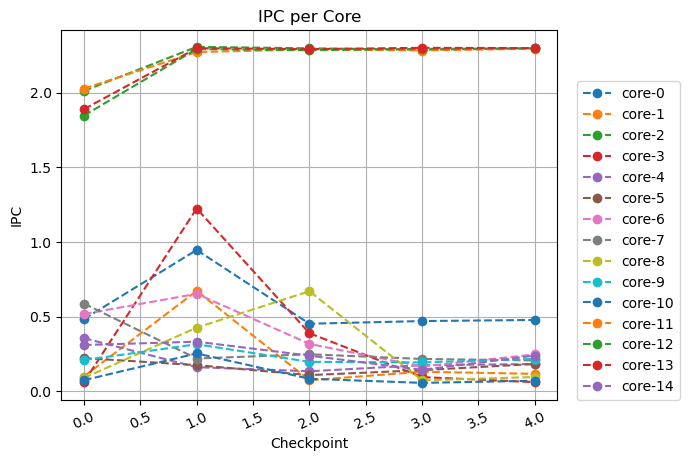 IPC per Core
IPC
2.0
1.5
1.0
0.5
0.0
0.0 0.5 1.0 1.5 2.0 2.5 3.0 3.5 4.0
Checkpoint
core-0
core-1
core-2
core-3
core-4
core-5
core-6
core-7
core-8
core-9
core-10
core-11
core-12
core-13
core-14